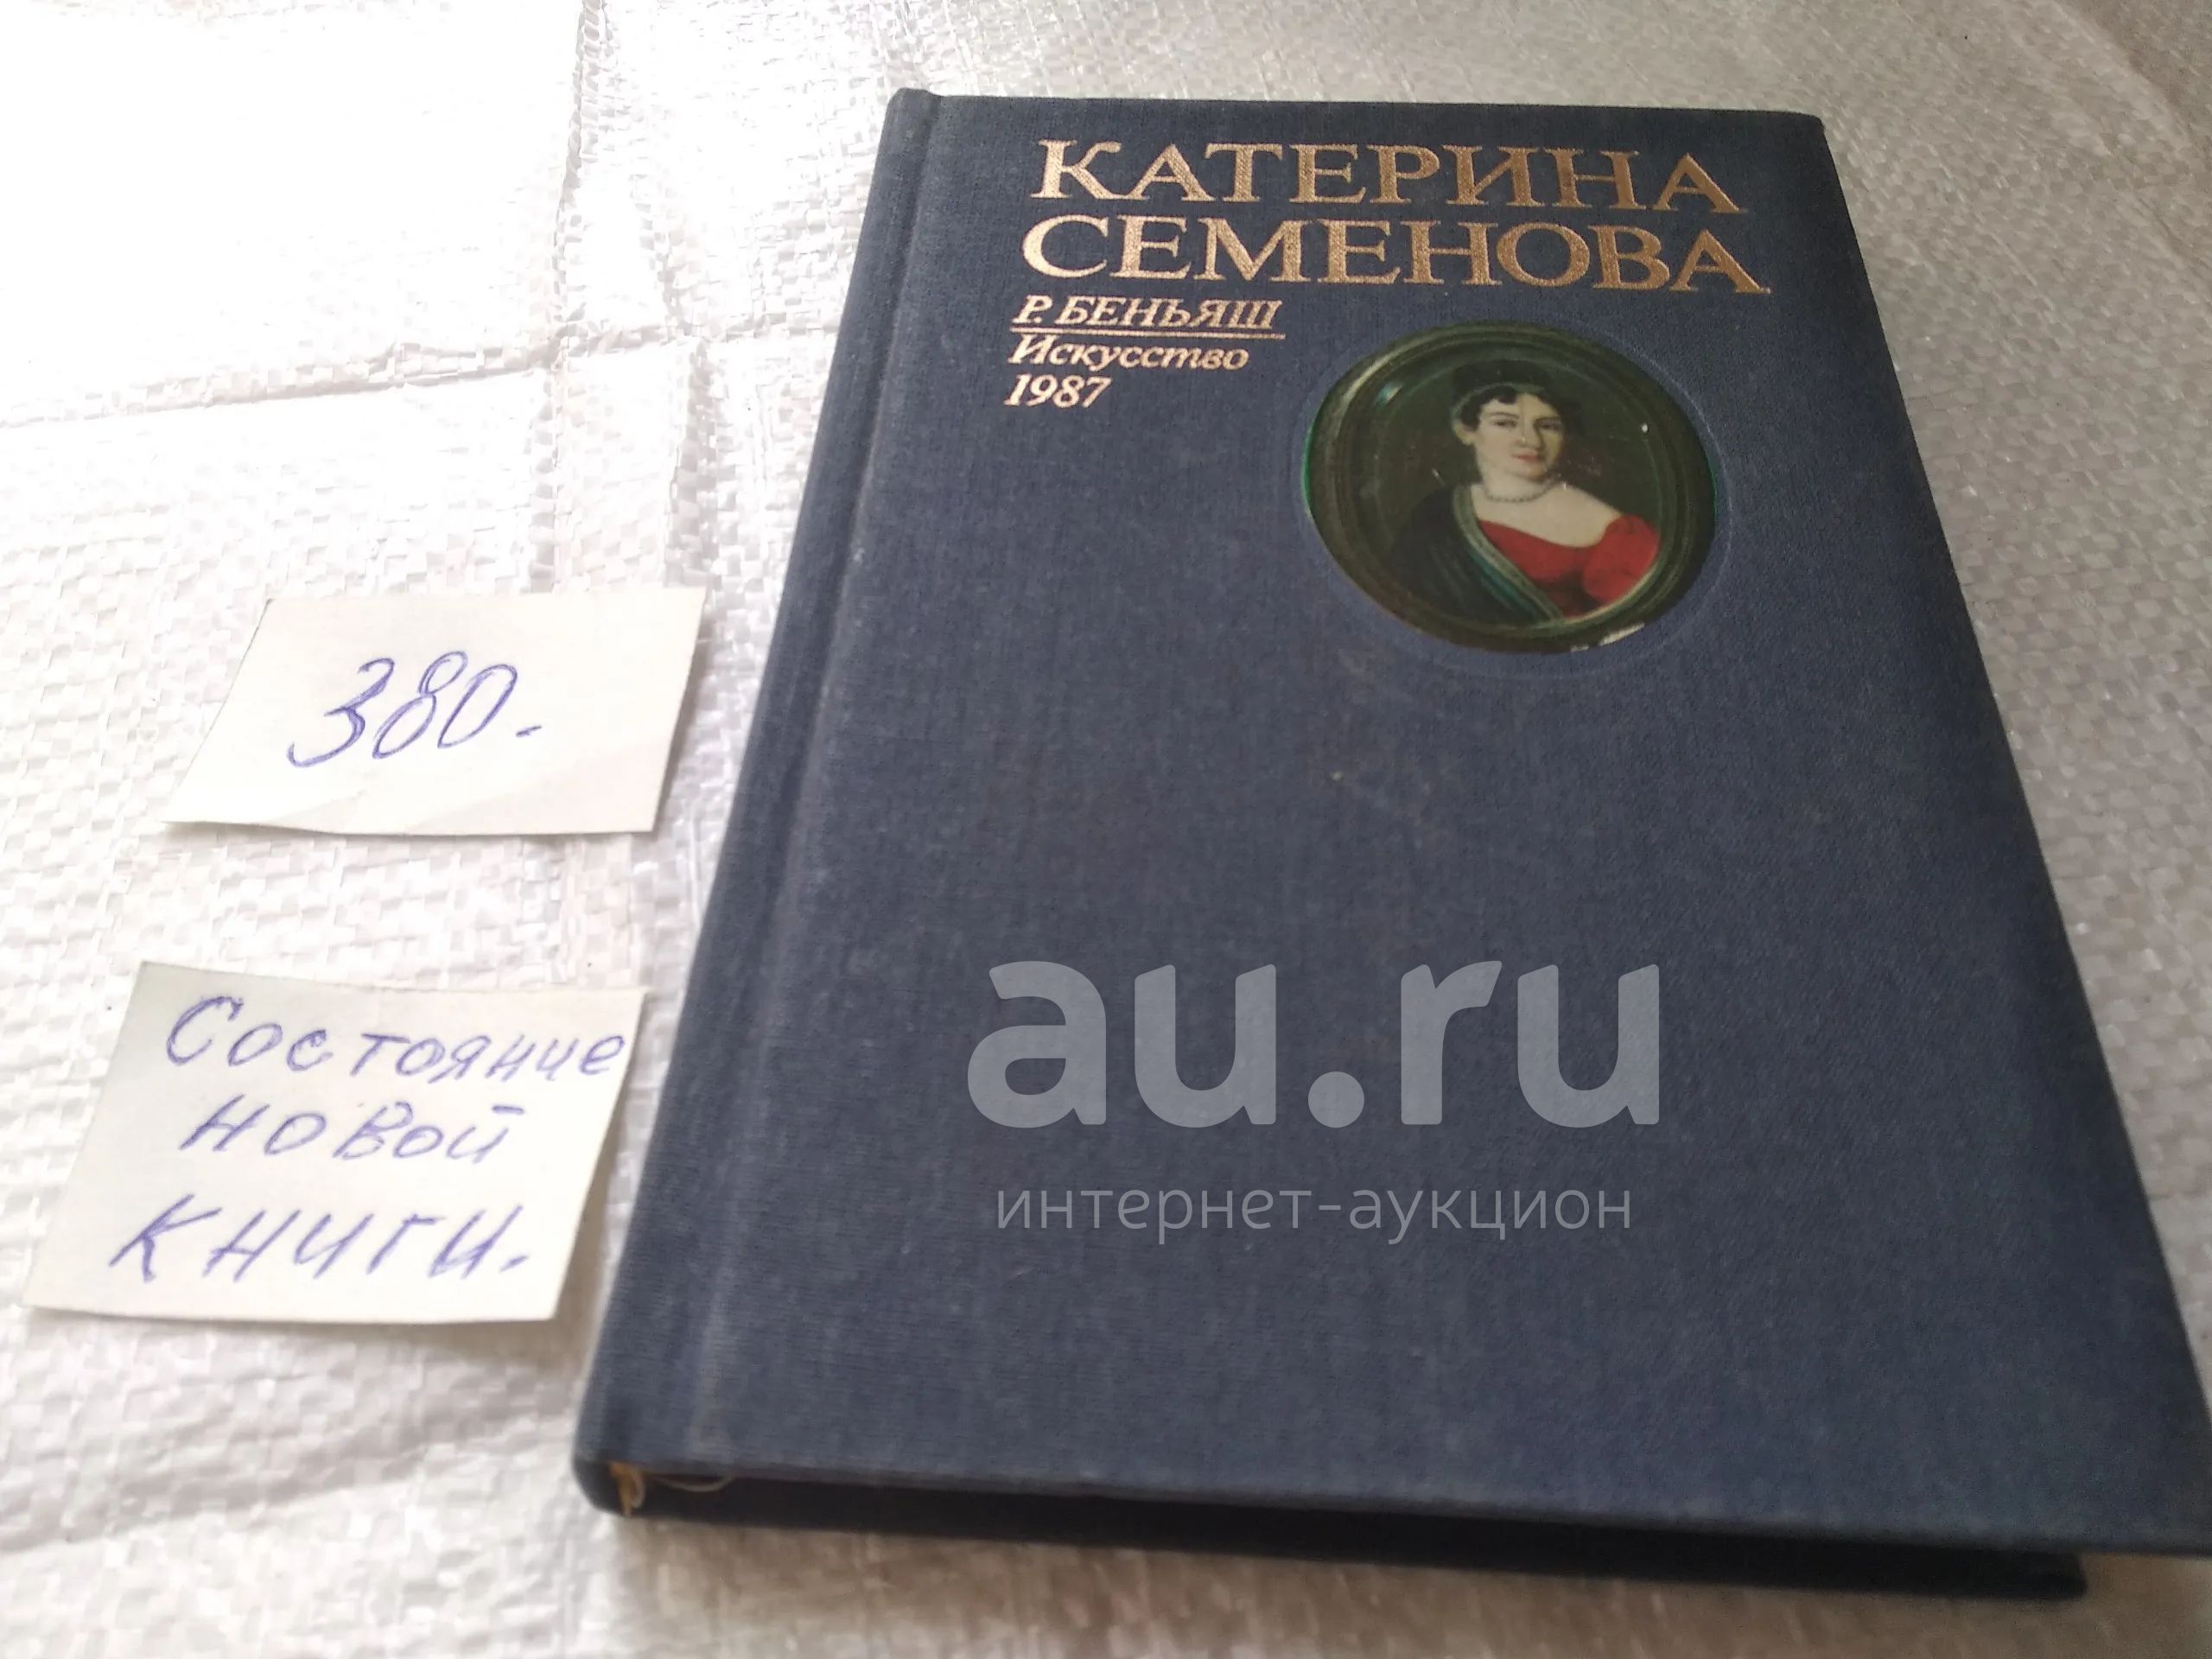 КАТЕРИНА
СЕМЕНОВА
Р. БЕНЬЯШ
Искусство
1987
380.
Состояние
новой
книги.
au.ru
интернет-аукцион